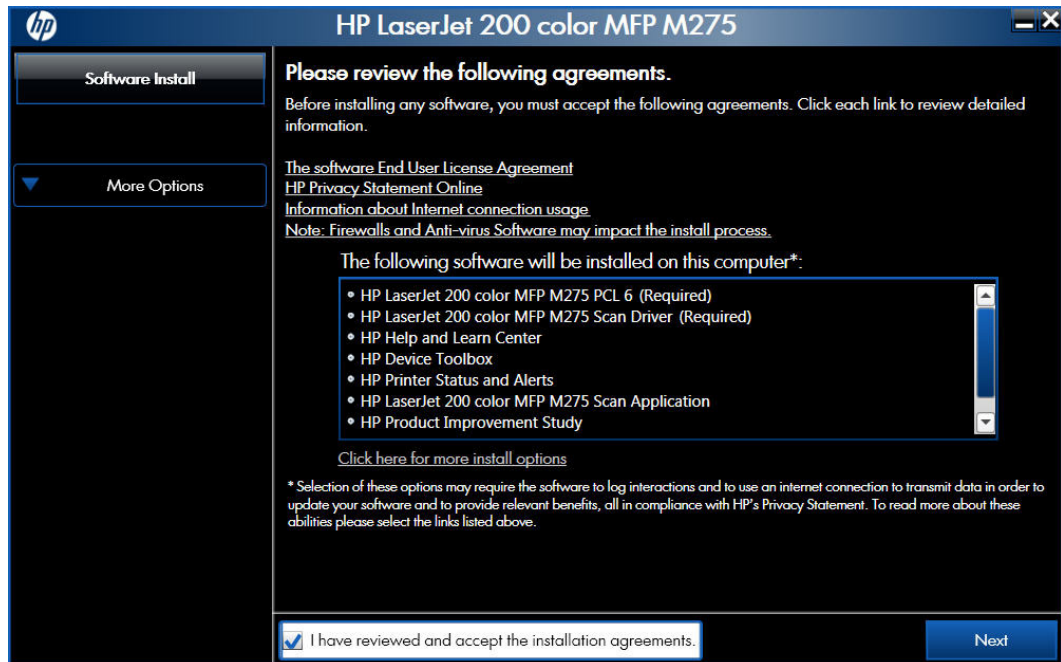 hp
HP LaserJet 200 color MFP M275
Software Install
More Options
Please review the following agreements.
Before installing any software, you must accept the following agreements. Click each link to review detailed
information.
The software End User License Agreement
HP Privacy Statement Online
Information about Internet connection usage
Note: Firewalls and Anti-virus Software may impact the install process.
The following software will be installed on this computer*:
• HP LaserJet 200 color MFP M275 PCL 6 (Required)
• HP LaserJet 200 color MFP M275 Scan Driver (Required)
• HP Help and Learn Center
• HP Device Toolbox
• HP Printer Status and Alerts
• HP LaserJet 200 color MFP M275 Scan Application
• HP Product Improvement Study
Click here for more install options
* Selection of these options may require the software to log interactions and to use an internet connection to transmit data in order to
update your software and to provide relevant benefits, all in compliance with HP's Privacy Statement. To read more about these
abilities please select the links listed above.
I have reviewed and accept the installation agreements.
Next